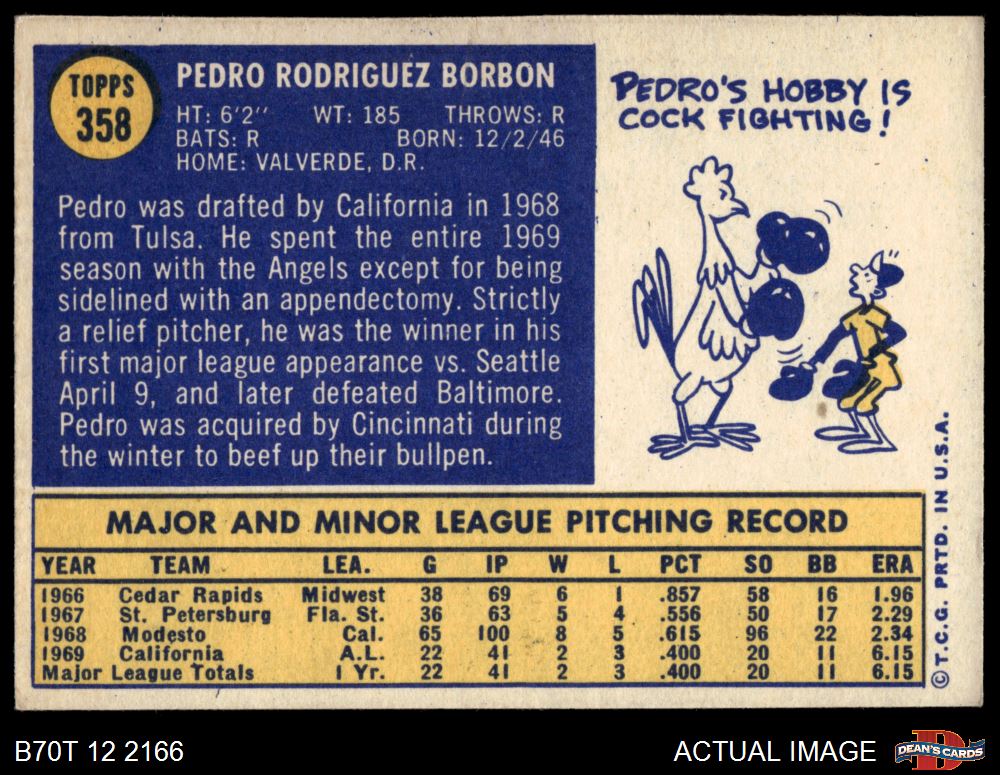 TOPPS
358
PEDRO RODRIGUEZ BORBON
HT: 6'2" WT: 185 THROWS: R
BATS: R BORN: 12/2/46
HOME: VALVERDE, D.R.
Pedro was drafted by California in 1968
from Tulsa. He spent the entire 1969
season with the Angels except for being
sidelined with an appendectomy. Strictly
a relief pitcher, he was the winner in his
first major league appearance vs. Seattle
April 9, and later defeated Baltimore.
Pedro was acquired by Cincinnati during
the winter to beef up their bullpen.
PEDRO'S HOBBY IS
COCK FIGHTING!
MAJOR AND MINOR LEAGUE PITCHING RECORD
YEAR TEAM LEA. G IP W L PCT SO BB ERA
1966 Cedar Rapids Midwest 38 69 6 1 .857 58 16 1.96
1967 St. Petersburg Fla. St. 36 63 5 4 .556 50 17 2.29
1968 Modesto Cal. 65 100 8 5 .615 96 22 2.34
1969 California A.L. 22 41 2 3 .400 20 11 6.15
Major League Totals 1 Yr. 22 41 2 3 .400 20 11 6.15
© T.C.G. PRTD. IN U.S.A.
B70T 12 2166
ACTUAL IMAGE
DEAN'S CARDS